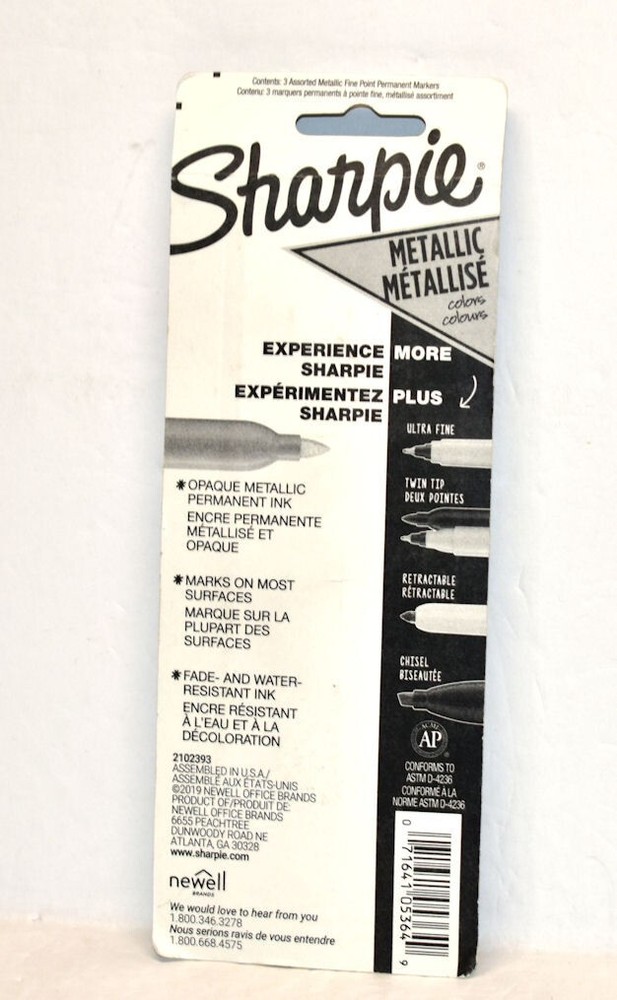 Contents: 3 Assorted Metallic Fine Point Permanent Markers
Contenu: 3 marquers permanents à pointe fine, métallisé assortiment
Sharpie®
METALLIC
MÉTALLISÉ
colors
colours
EXPERIENCE MORE
SHARPIE
EXPÉRIMENTEZ PLUS
SHARPIE
ULTRA FINE
TWIN TIP
DEUX POINTES
RETRACTABLE
RÉTRACTABLE
CHISEL
BISEAUTÉE
*OPAQUE METALLIC
PERMANENT INK
ENCRE PERMANENTE
MÉTALLISÉ ET
OPAQUE
*MARKS ON MOST
SURFACES
MARQUE SUR LA
PLUPART DES
SURFACES
*FADE- AND WATER-
RESISTANT INK
ENCRE RÉSISTANT
À L'EAU ET À LA
DÉCOLORATION
ACMI
AP
®
CONFORMS TO
ASTM D-4236
CONFORMÉ À LA
NORME ASTM D-4236
2102393
ASSEMBLED IN U.S.A./
ASSEMBLÉ AUX ÉTATS-UNIS
©2019 NEWELL OFFICE BRANDS
PRODUCT OF/PRODUIT DE:
NEWELL OFFICE BRANDS
6655 PEACHTREE
DUNWOODY ROAD NE
ATLANTA, GA 30328
www.sharpie.com
newell
BRANDS
We would love to hear from you
1.800.346.3278
Nous serions ravis de vous entendre
1.800.668.4575
0 71641 05364 9